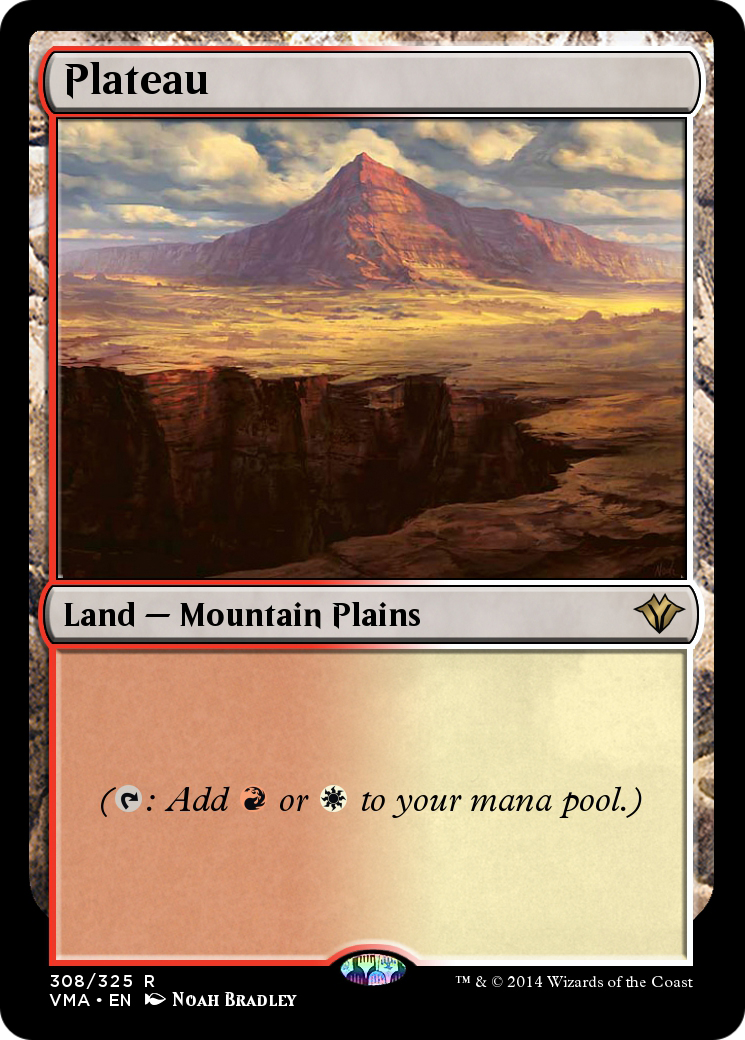 Plateau
Land — Mountain Plains
(: Add or to your mana pool.)
308/325 R
VMA • EN NOAH BRADLEY
™ & © 2014 Wizards of the Coast